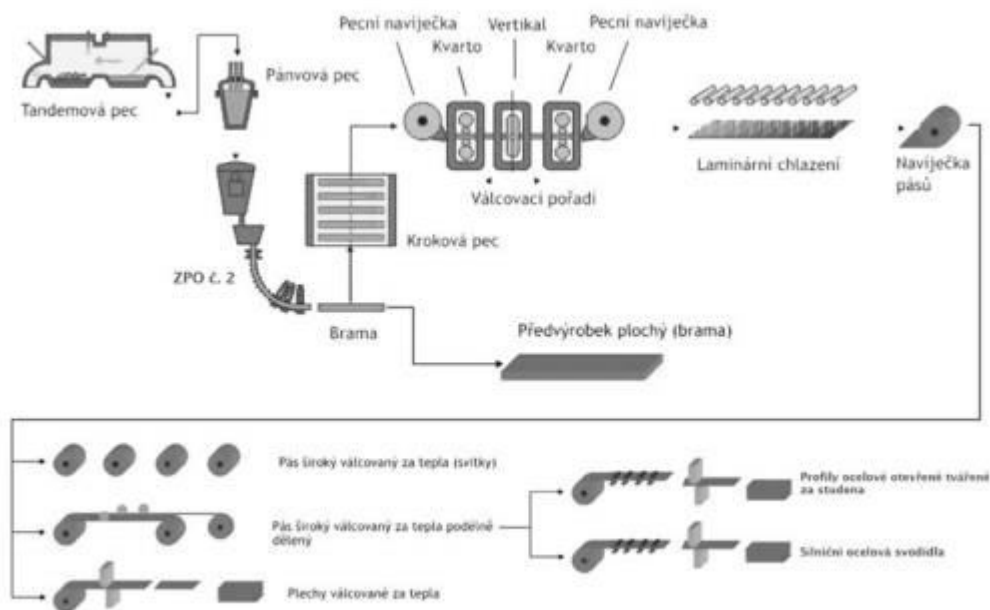 Pecní navíječka
Vertikal
Pecní navíječka
Kvarto
Kvarto
Pánvová pec
Tandemová pec
Laminární chlazení
Navíječka
pásů
Válcovací pořadí
Kroková pec
ZPO č. 2
Brama
Předvýrobek plochý (brama)
Pás široký válcovaný za tepla (svitky)
Profily ocelové otevřené tvářené
za studena
Pás široký válcovaný za tepla podélně
dělený
Silniční ocelová svodidla
Plechy válcované za tepla